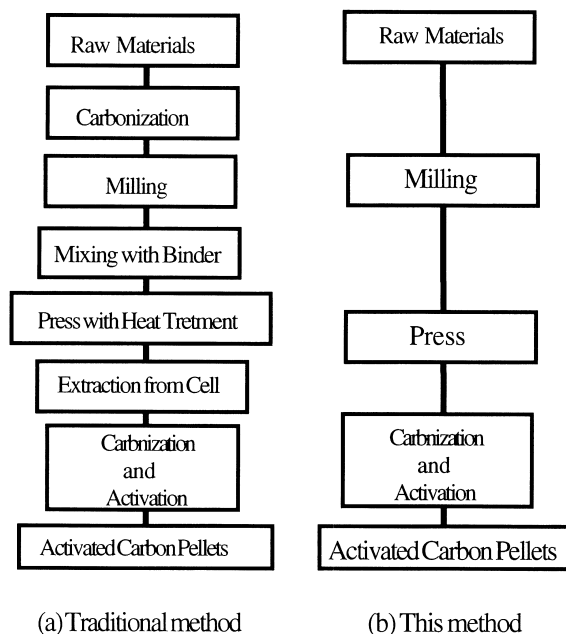 Raw Materials
Carbonization
Milling
Mixing with Binder
Press with Heat Tretment
Extraction from Cell
Carbnization
and
Activation
Activated Carbon Pellets
(a) Traditional method
Raw Materials
Milling
Press
Carbnization
and
Activation
Activated Carbon Pellets
(b) This method